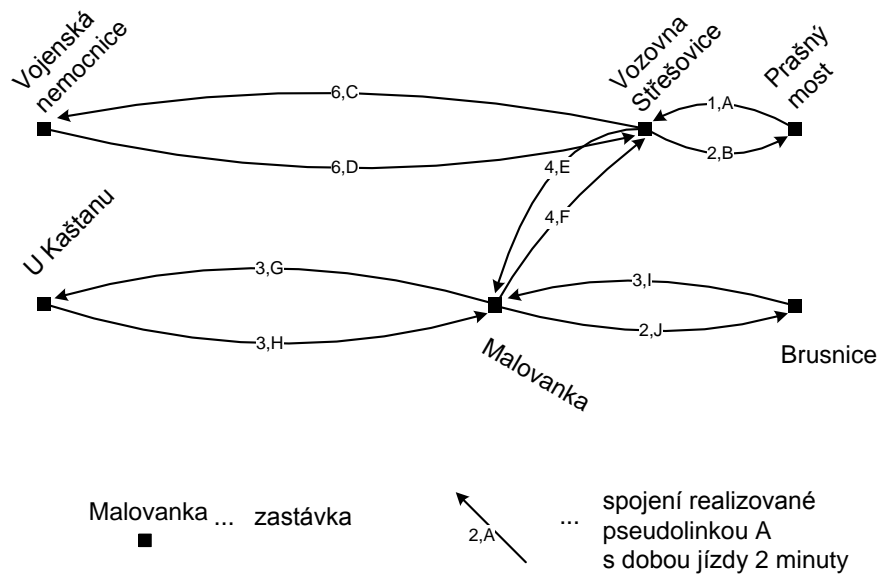 Vojenská
nemocnice
Vozovna
Střešovice
Prašný
most
6,C
1,A
2,B
6,D
4,E
4,F
U Kaštanu
3,G
3,I
3,H
2,J
Malovanka
Brusnice
Malovanka ... zastávka
2,A
... spojení realizované
pseudolinkou A
s dobou jízdy 2 minuty